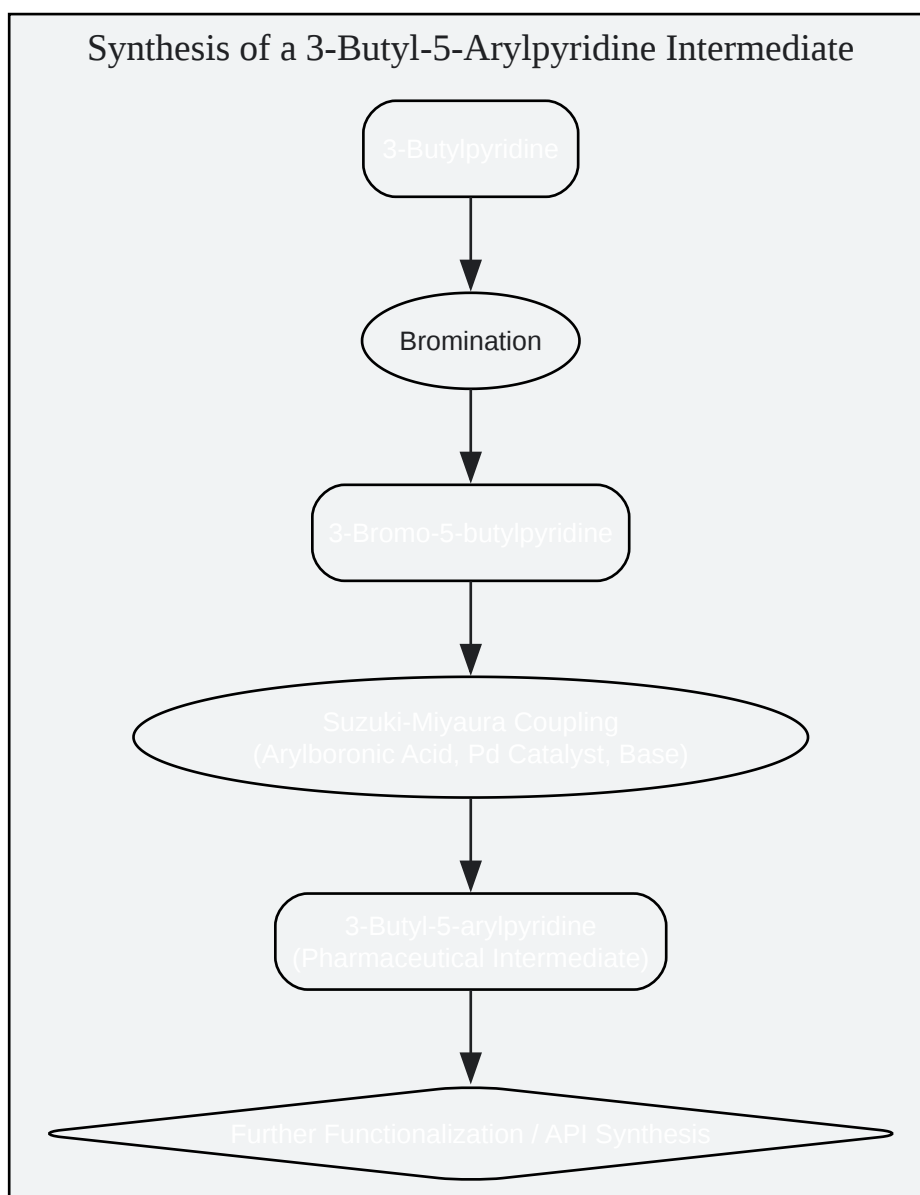 Synthesis of a 3-Butyl-5-Arylpyridine Intermediate
3-Butylpyridine
Bromination
3-Bromo-5-butylpyridine
Suzuki-Miyaura Coupling
(Arylboronic Acid, Pd Catalyst, Base)
3-Butyl-5-arylpyridine
(Pharmaceutical Intermediate)
Further Functionalization / API Synthesis